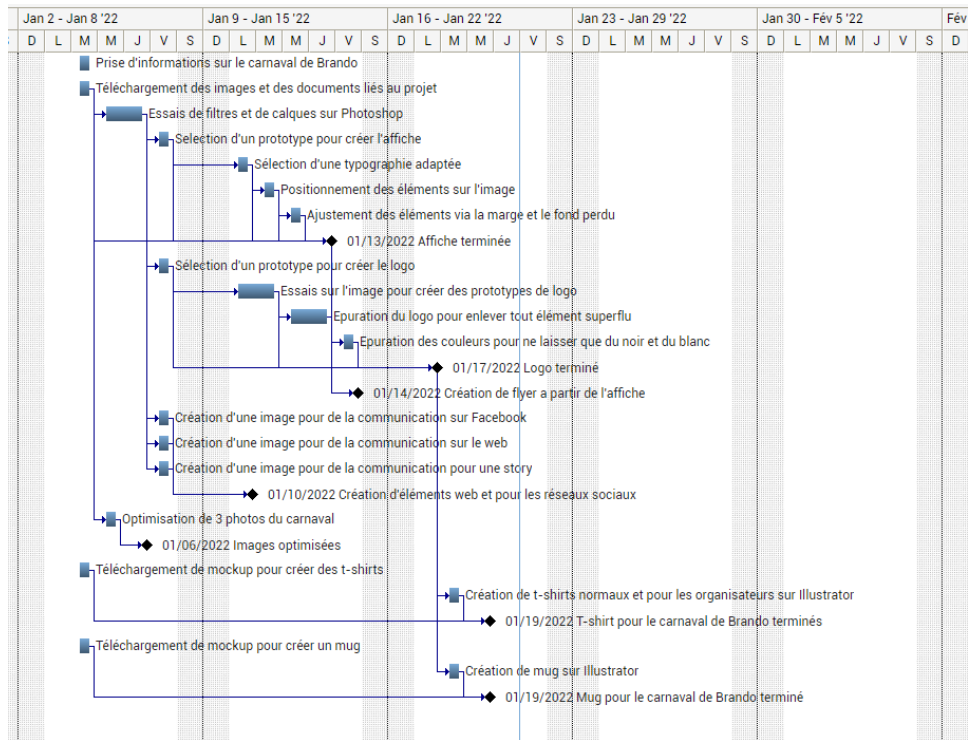 Jan 2 - Jan 8 '22 Jan 9 - Jan 15 '22 Jan 16 - Jan 22 '22 Jan 23 - Jan 29 '22 Jan 30 - Fév 5 '22 Fév
S D L M M J V S D L M M J V S D L M M J V S D L M M J V S D L M M J V S D
Prise d'informations sur le carnaval de Brando
Téléchargement des images et des documents liés au projet
Essais de filtres et de calques sur Photoshop
Selection d'un prototype pour créer l'affiche
Sélection d'une typographie adaptée
Positionnement des éléments sur l'image
Ajustement des éléments via la marge et le fond perdu
01/13/2022 Affiche terminée
Sélection d'un prototype pour créer le logo
Essais sur l'image pour créer des prototypes de logo
Epuration du logo pour enlever tout élément superflu
Epuration des couleurs pour ne laisser que du noir et du blanc
01/17/2022 Logo terminé
01/14/2022 Création de flyer a partir de l'affiche
Création d'une image pour de la communication sur Facebook
Création d'une image pour de la communication sur le web
Création d'une image pour de la communication pour une story
01/10/2022 Création d'éléments web et pour les réseaux sociaux
Optimisation de 3 photos du carnaval
01/06/2022 Images optimisées
Téléchargement de mockup pour créer des t-shirts
Création de t-shirts normaux et pour les organisateurs sur Illustrator
01/19/2022 T-shirt pour le carnaval de Brando terminés
Téléchargement de mockup pour créer un mug
Création de mug sur Illustrator
01/19/2022 Mug pour le carnaval de Brando terminé